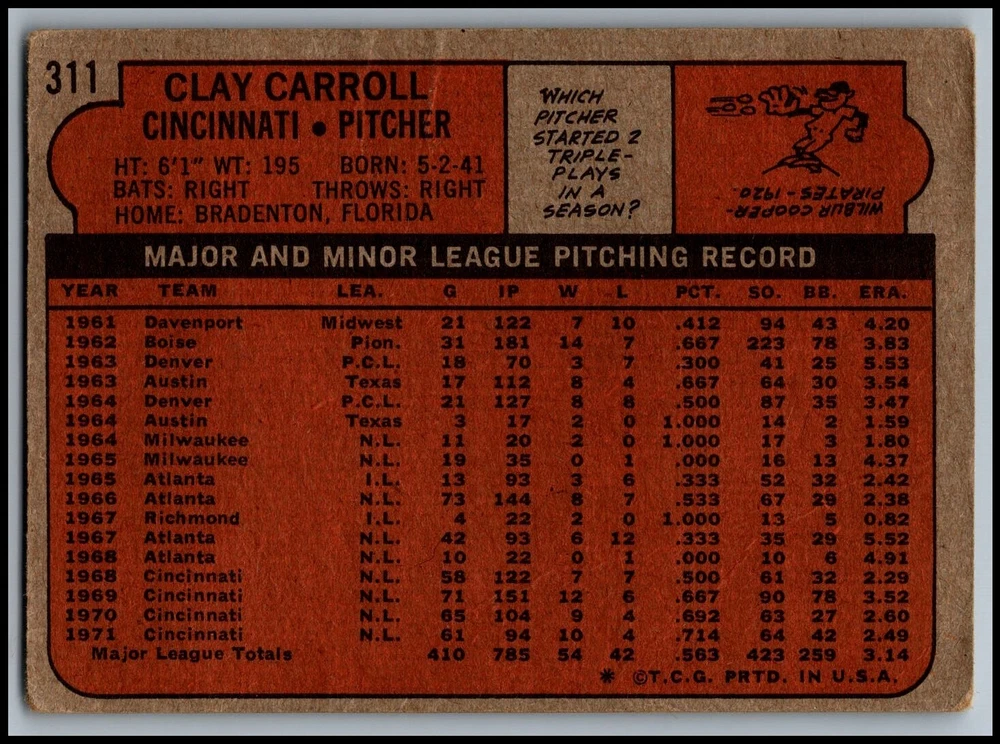 311
CLAY CARROLL
CINCINNATI • PITCHER
HT: 6'1" WT: 195 BORN: 5-2-41
BATS: RIGHT THROWS: RIGHT
HOME: BRADENTON, FLORIDA
WHICH
PITCHER
STARTED 2
TRIPLE-
PLAYS
IN A
SEASON?
WILBUR COOPER-
PIRATES-1920.
MAJOR AND MINOR LEAGUE PITCHING RECORD
YEAR TEAM LEA. G IP W L PCT. SO. BB. ERA.
1961 Davenport Midwest 21 122 7 10 .412 94 43 4.20
1962 Boise Pion. 31 181 14 7 .667 223 78 3.83
1963 Denver P.C.L. 18 70 3 7 .300 41 25 5.53
1963 Austin Texas 17 112 8 4 .667 64 30 3.54
1964 Denver P.C.L. 21 127 8 8 .500 87 35 3.47
1964 Austin Texas 3 17 2 0 1.000 14 2 1.59
1964 Milwaukee N.L. 11 20 2 0 1.000 17 3 1.80
1965 Milwaukee N.L. 19 35 0 1 .000 16 13 4.37
1965 Atlanta I.L. 13 93 3 6 .333 52 32 2.42
1966 Atlanta N.L. 73 144 8 7 .533 67 29 2.38
1967 Richmond I.L. 4 22 2 0 1.000 13 5 0.82
1967 Atlanta N.L. 42 93 6 12 .333 35 29 5.52
1968 Atlanta N.L. 10 22 0 1 .000 10 6 4.91
1968 Cincinnati N.L. 58 122 7 7 .500 61 32 2.29
1969 Cincinnati N.L. 71 151 12 6 .667 90 78 3.52
1970 Cincinnati N.L. 65 104 9 4 .692 63 27 2.60
1971 Cincinnati N.L. 61 94 10 4 .714 64 42 2.49
Major League Totals 410 785 54 42 .563 423 259 3.14
* ©T.C.G. PRTD. IN U.S.A.